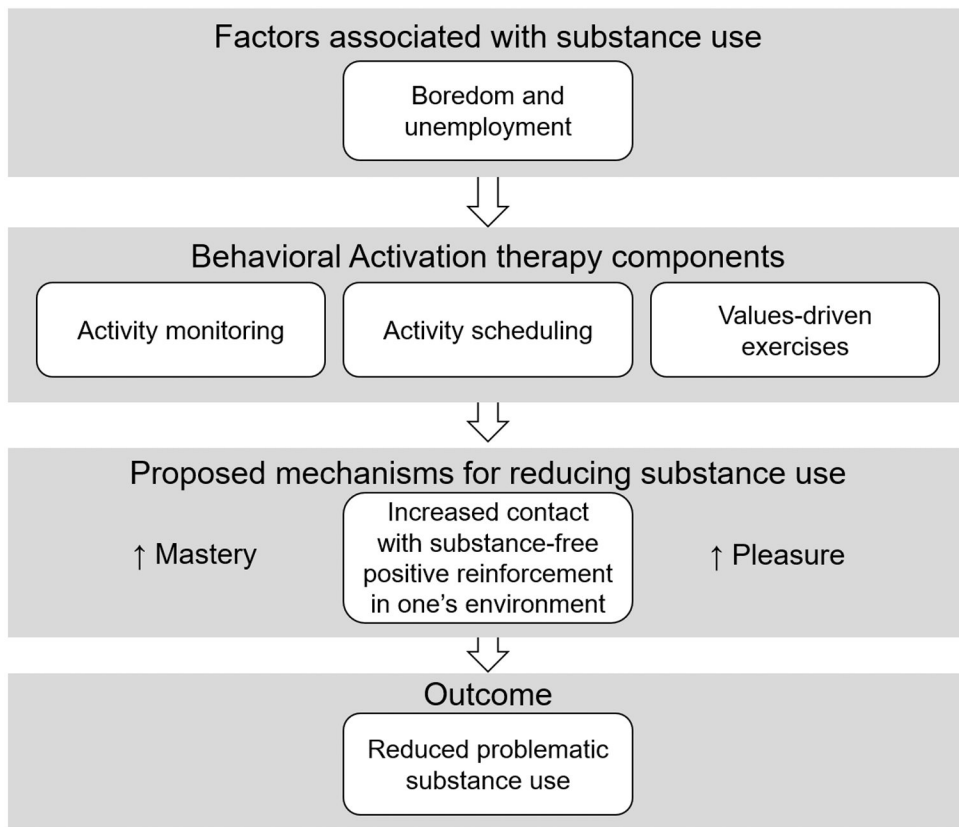 Factors associated with substance use
Boredom and
unemployment
Behavioral Activation therapy components
Activity monitoring
Activity scheduling
Values-driven
exercises
Proposed mechanisms for reducing substance use
↑ Mastery
Increased contact
with substance-free
positive reinforcement
in one’s environment
↑ Pleasure
Outcome
Reduced problematic
substance use